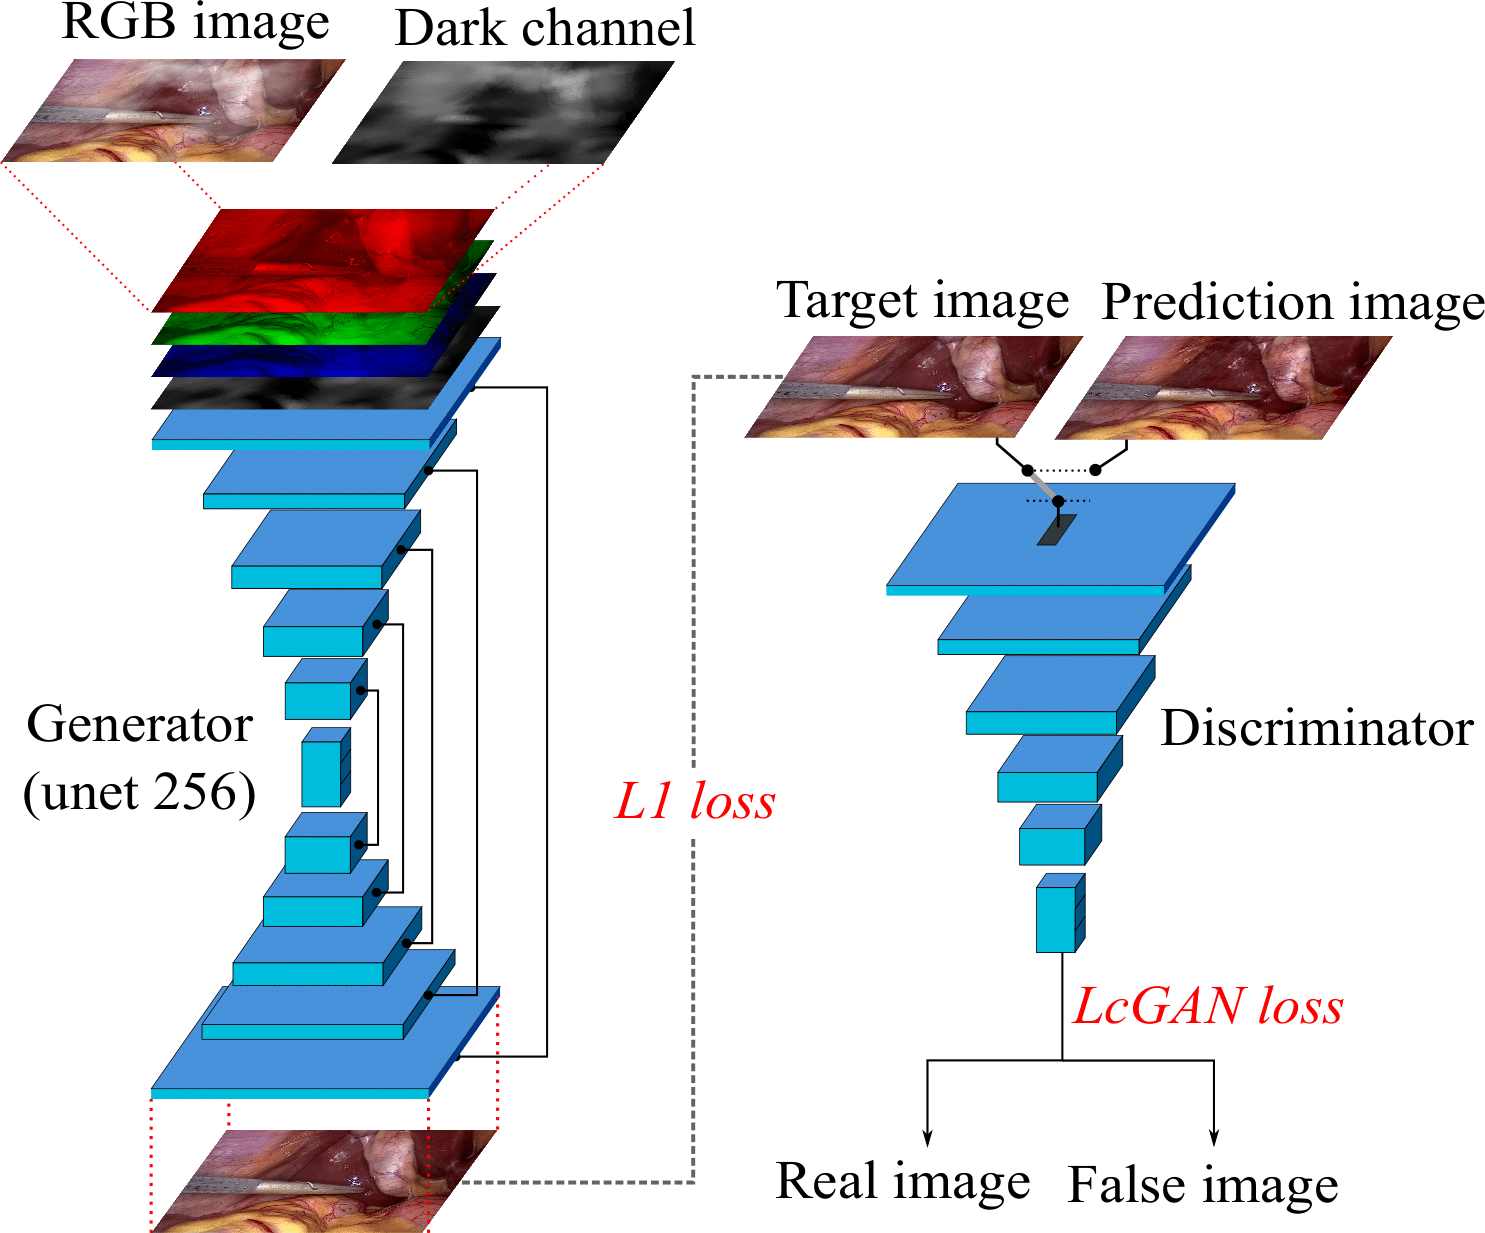 RGB image
Dark channel
Target image
Prediction image
Generator
(unet 256)
L1 loss
Discriminator
LcGAN loss
Real image
False image